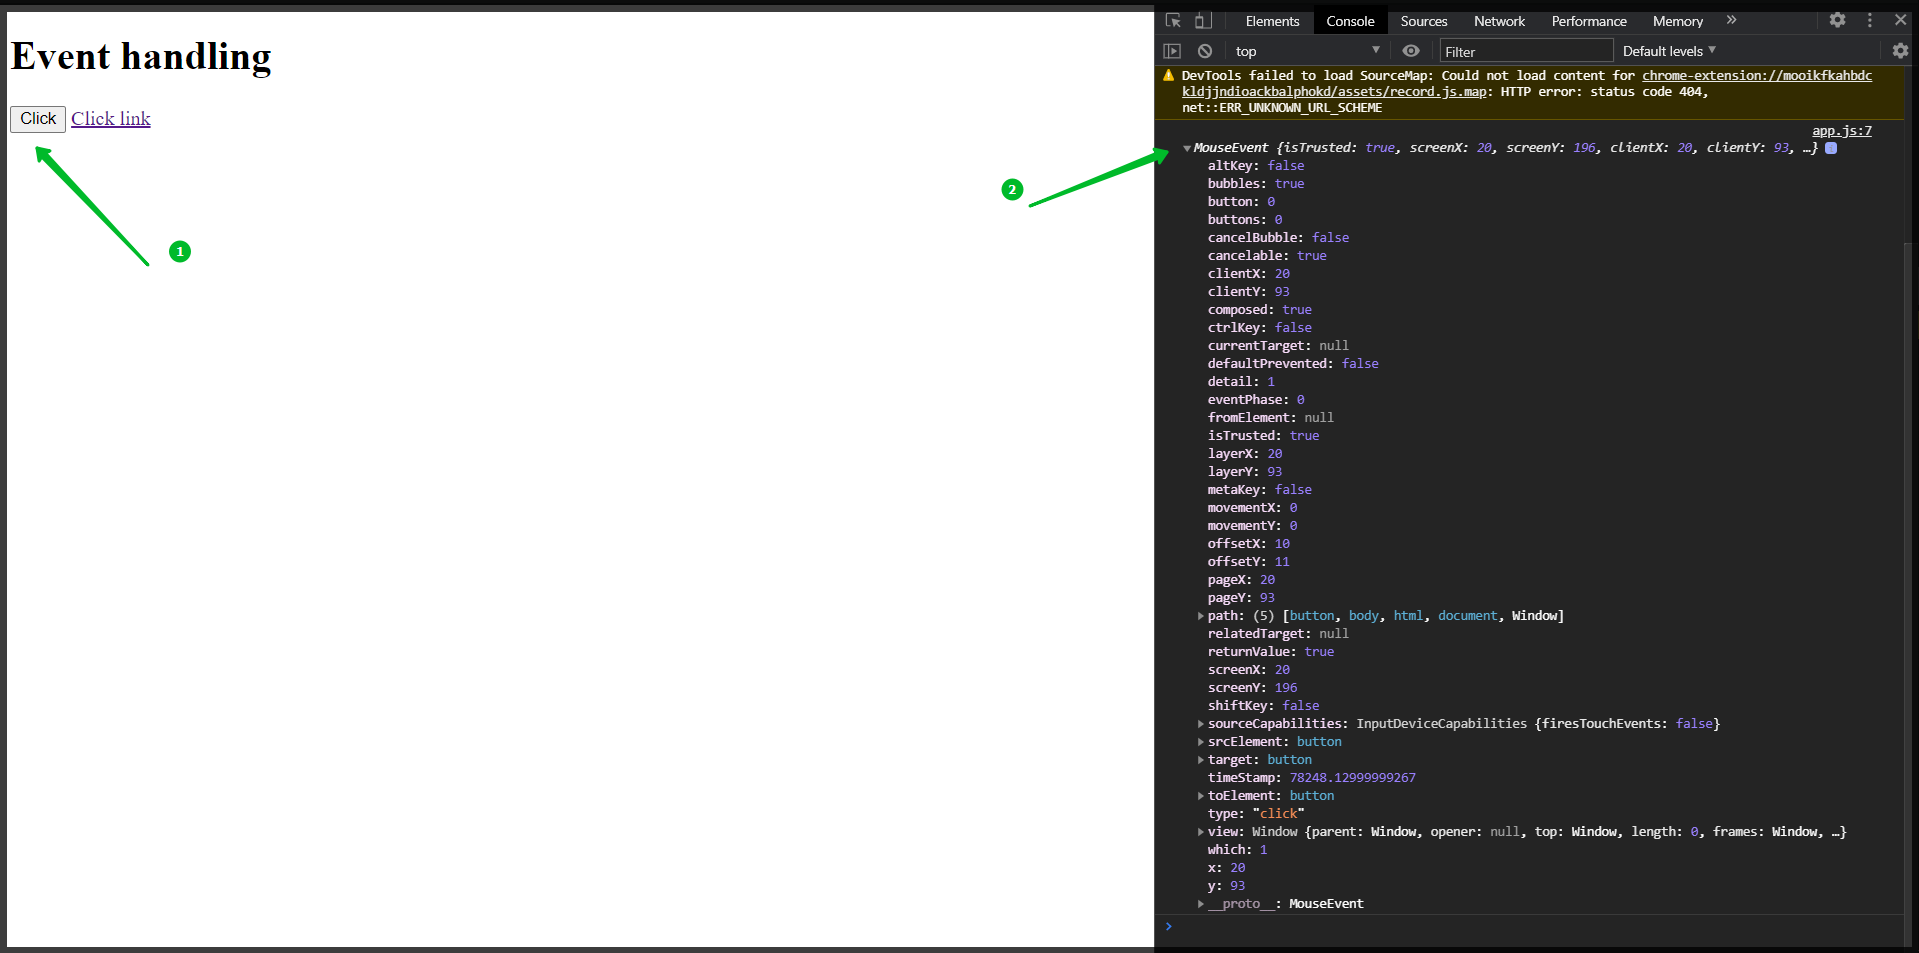 Event handling
Click Click link
1
2
Elements Console Sources Network Performance Memory »
top Filter Default levels
DevTools failed to load SourceMap: Could not load content for chrome-extension://mooikfkahbdc
kldjjndioackbalphokd/assets/record.js.map: HTTP error: status code 404,
net::ERR_UNKNOWN_URL_SCHEME
app.js:7
MouseEvent {isTrusted: true, screenX: 20, screenY: 196, clientX: 20, clientY: 93, …}
altKey: false
bubbles: true
button: 0
buttons: 0
cancelBubble: false
cancelable: true
clientX: 20
clientY: 93
composed: true
ctrlKey: false
currentTarget: null
defaultPrevented: false
detail: 1
eventPhase: 0
fromElement: null
isTrusted: true
layerX: 20
layerY: 93
metaKey: false
movementX: 0
movementY: 0
offsetX: 10
offsetY: 11
pageX: 20
pageY: 93
path: (5) [button, body, html, document, Window]
relatedTarget: null
returnValue: true
screenX: 20
screenY: 196
shiftKey: false
sourceCapabilities: InputDeviceCapabilities {firesTouchEvents: false}
srcElement: button
target: button
timeStamp: 78248.12999999267
toElement: button
type: "click"
view: Window {parent: Window, opener: null, top: Window, length: 0, frames: Window, …}
which: 1
x: 20
y: 93
__proto__: MouseEvent